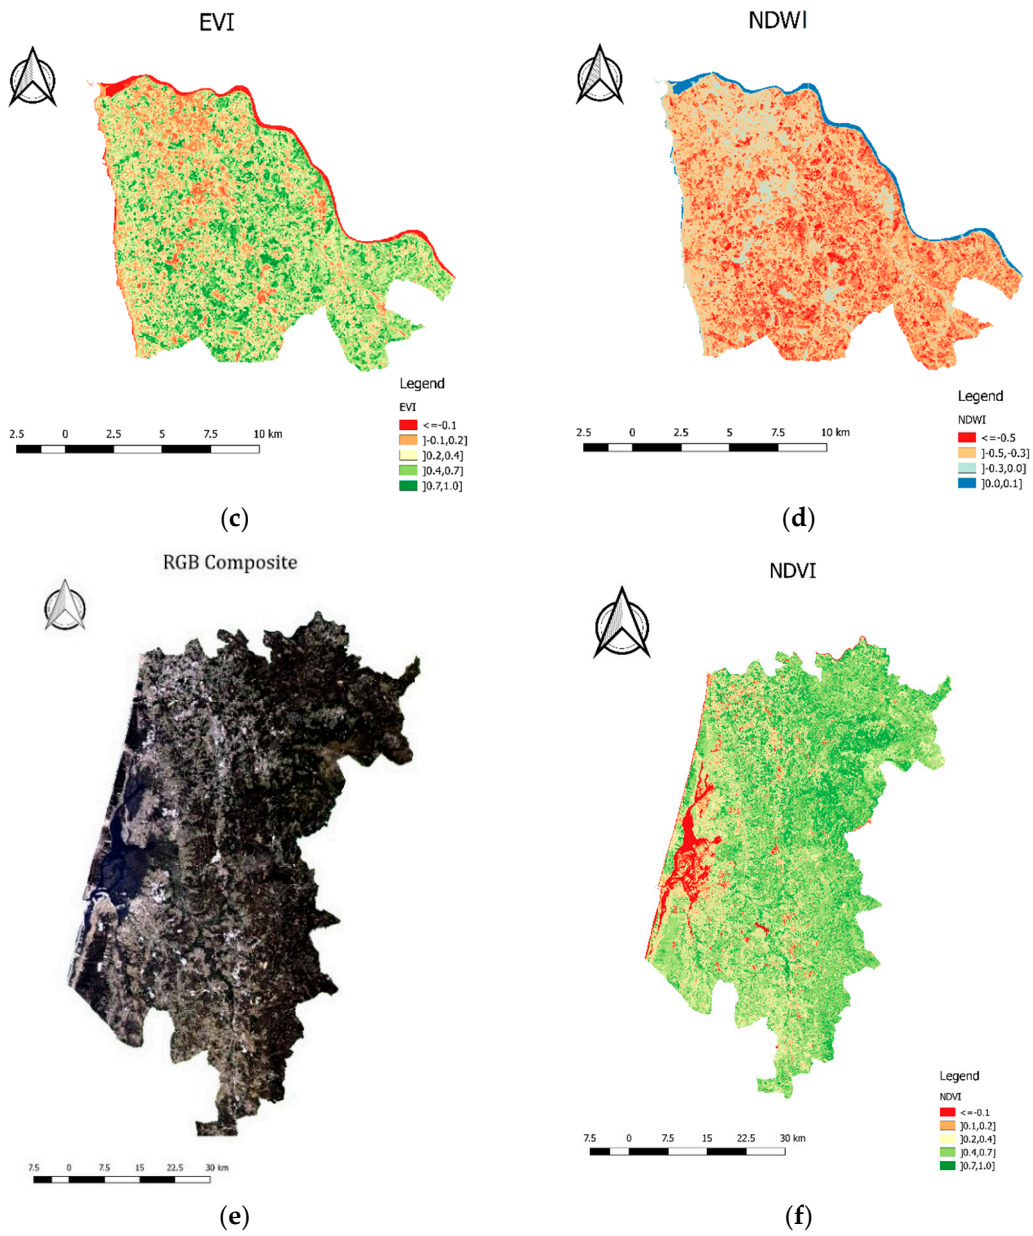 EVI
Legend
EVI
<=-0.1
]-0.1,0.2]
]0.2,0.4]
]0.4,0.7]
]0.7,1.0]
2.5 0 2.5 5 7.5 10 km
(c)
NDWI
Legend
NDWI
<=-0.5
]-0.5,-0.3]
]-0.3,0.0]
]0.0,0.1]
2.5 0 2.5 5 7.5 10 km
(d)
RGB Composite
7.5 0 7.5 15 22.5 30 km
(e)
NDVI
Legend
NDVI
<=-0.1
]0.1,0.2]
]0.2,0.4]
]0.4,0.7]
]0.7,1.0]
7.5 0 7.5 15 22.5 30 km
(f)